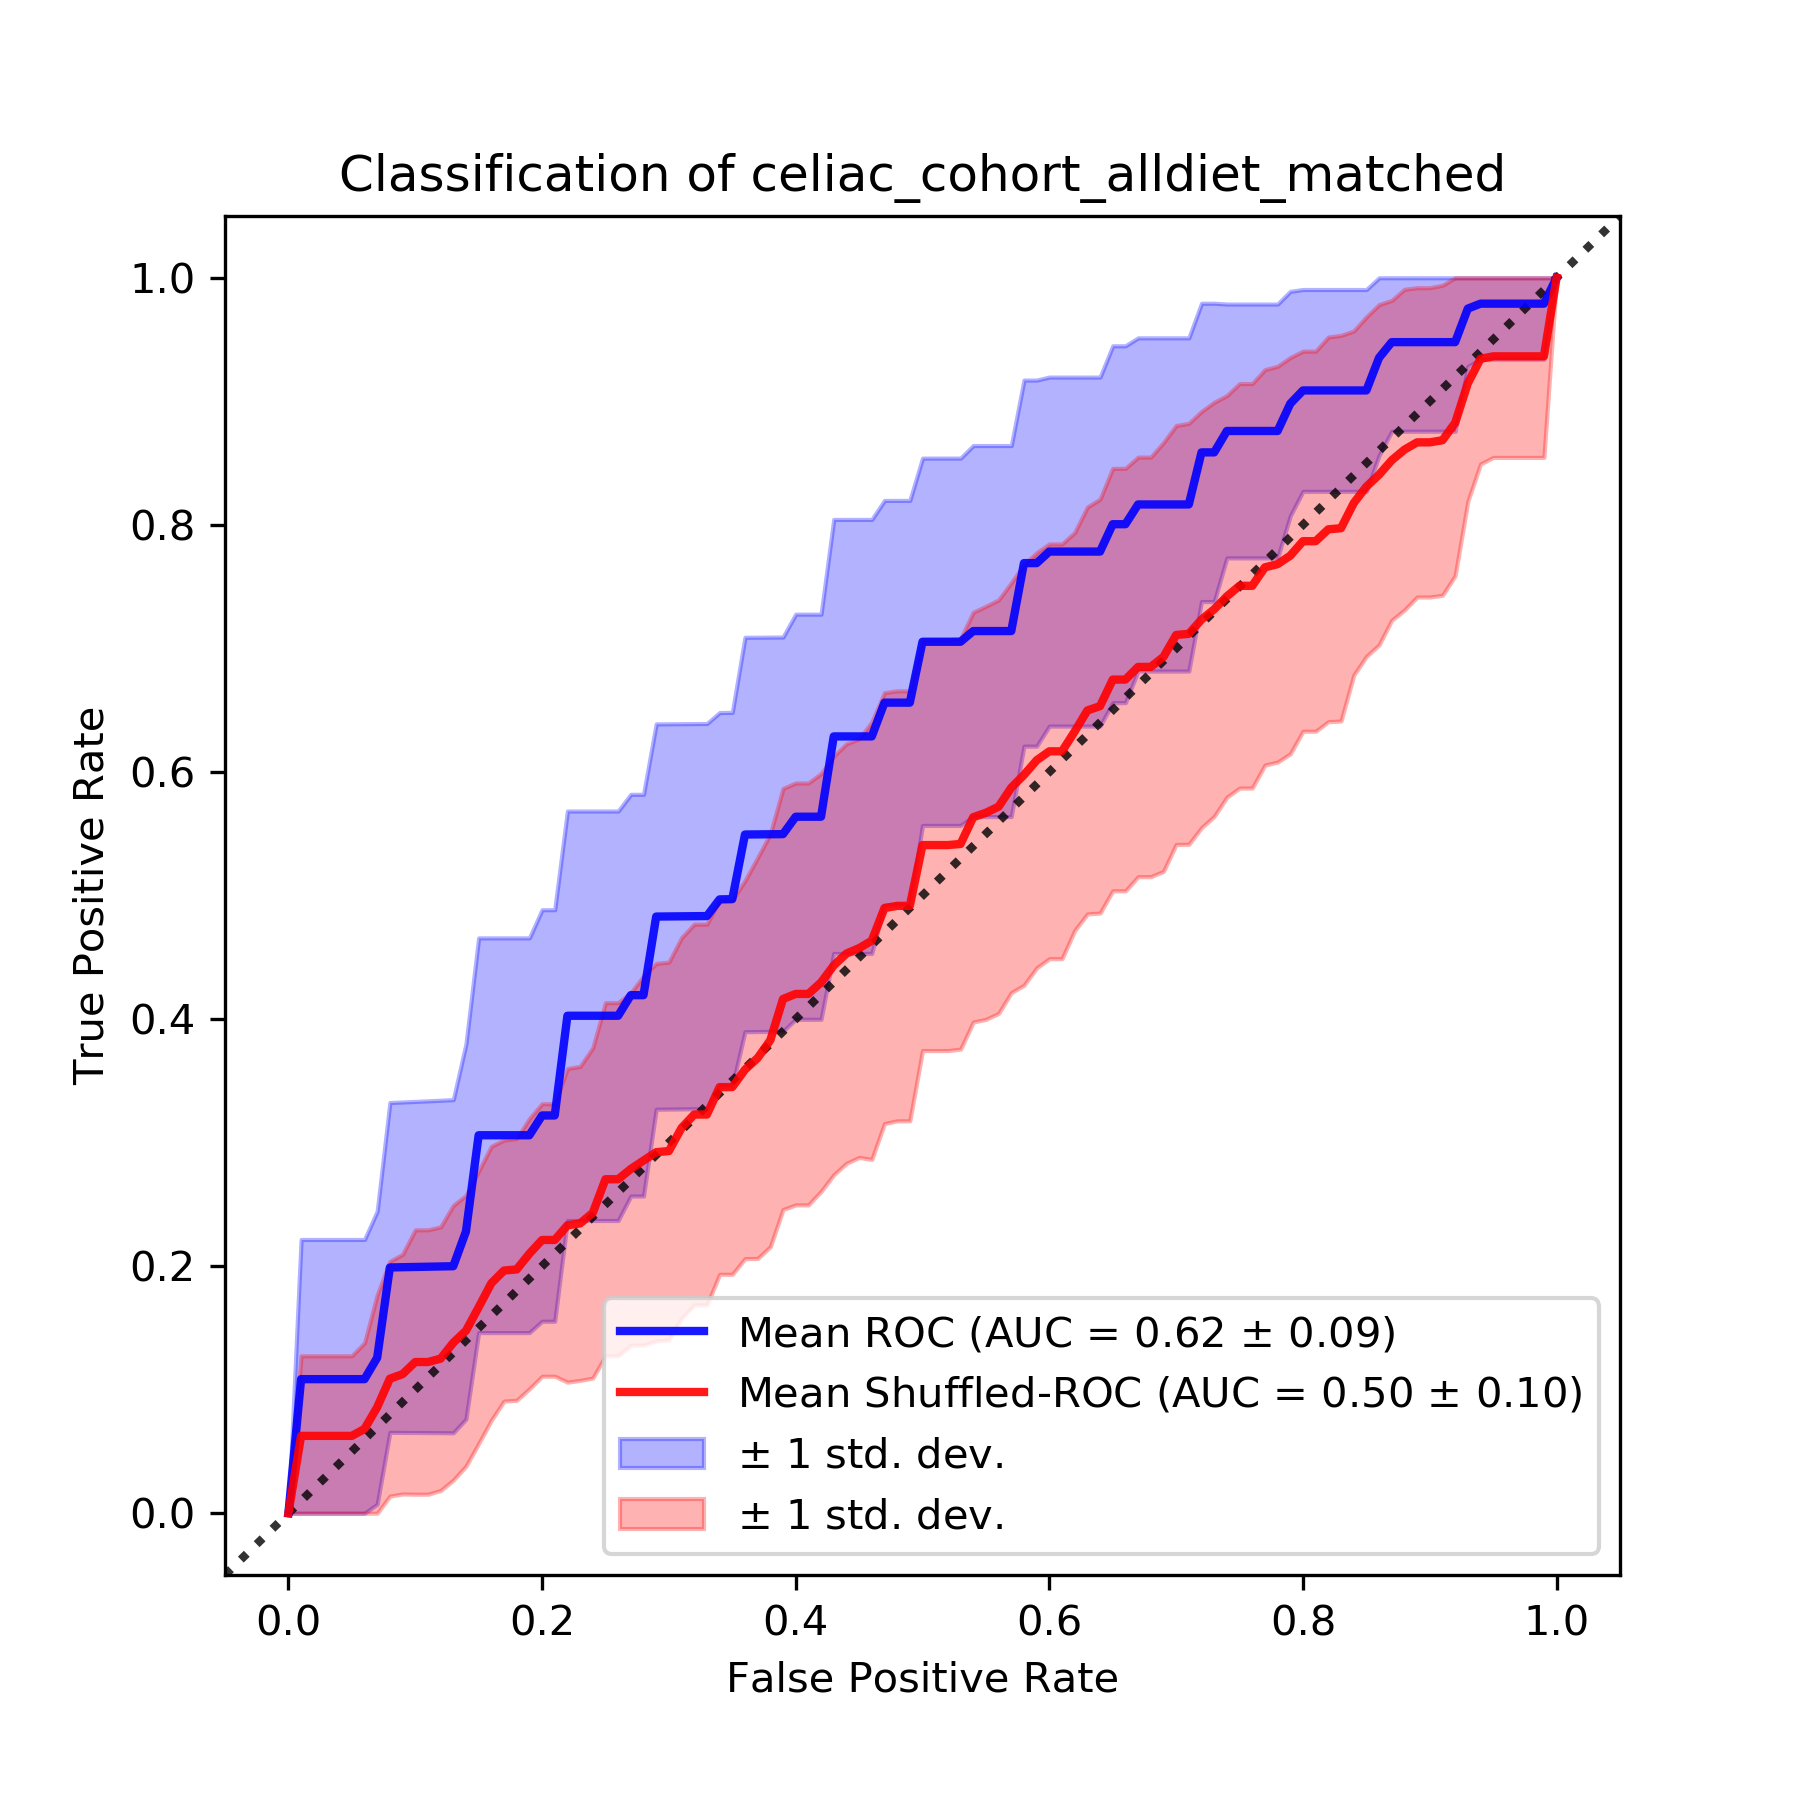 Classification of celiac_cohort_alldiet_matched
True Positive Rate
1.0
0.8
0.6
0.4
0.2
0.0
Mean ROC (AUC = 0.62 ± 0.09)
Mean Shuffled-ROC (AUC = 0.50 ± 0.10)
± 1 std. dev.
± 1 std. dev.
0.0 0.2 0.4 0.6 0.8 1.0
False Positive Rate